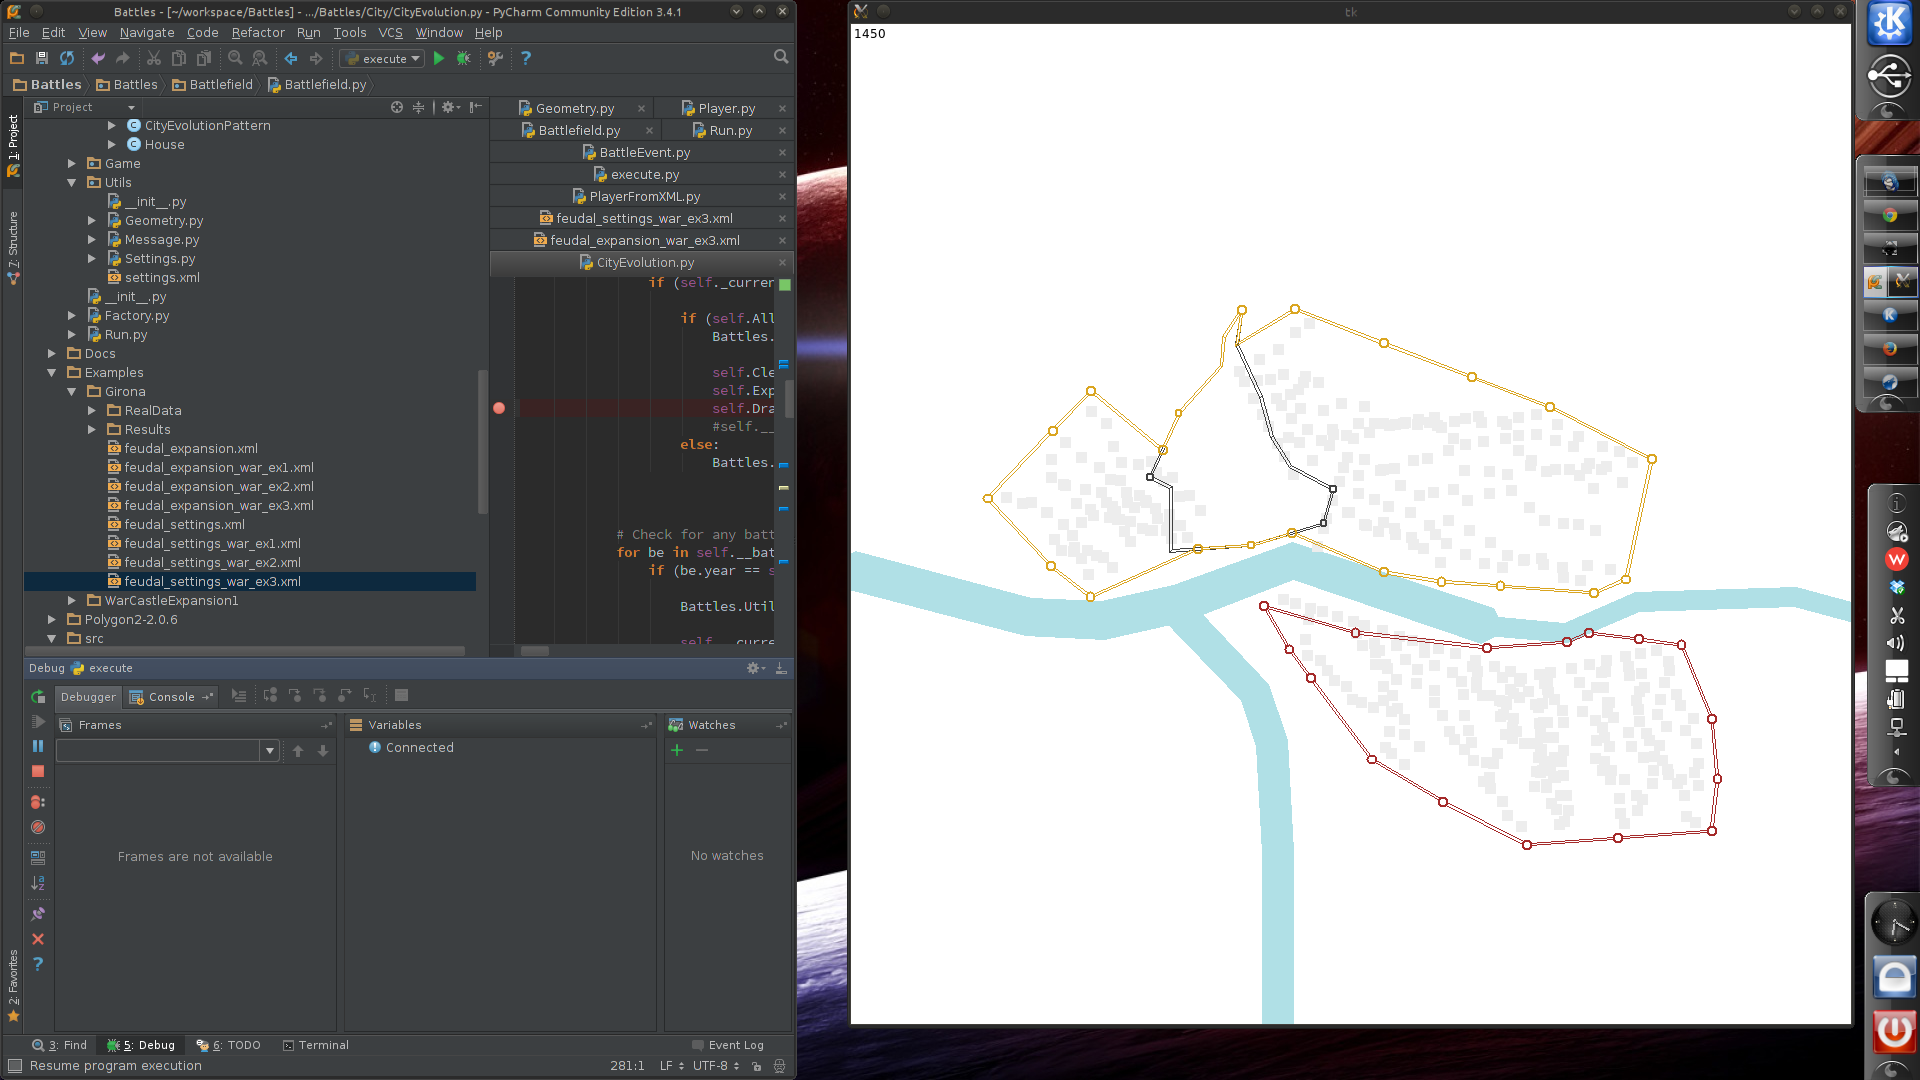 Battles - [~/workspace/Battles] - .../Battles/City/CityEvolution.py - PyCharm Community Edition 3.4.1
File Edit View Navigate Code Refactor Run Tools VCS Window Help
execute
Battles Battles Battlefield Battlefield.py
Project
1: Project
7: Structure
2: Favorites
CityEvolutionPattern
House
Game
Utils
__init__.py
Geometry.py
Message.py
Settings.py
settings.xml
__init__.py
Factory.py
Run.py
Docs
Examples
Girona
RealData
Results
feudal_expansion.xml
feudal_expansion_war_ex1.xml
feudal_expansion_war_ex2.xml
feudal_expansion_war_ex3.xml
feudal_settings.xml
feudal_settings_war_ex1.xml
feudal_settings_war_ex2.xml
feudal_settings_war_ex3.xml
WarCastleExpansion1
Polygon2-2.0.6
src
Geometry.py Player.py
Battlefield.py Run.py
BattleEvent.py
execute.py
PlayerFromXML.py
feudal_settings_war_ex3.xml
feudal_expansion_war_ex3.xml
CityEvolution.py
if (self._curren
if (self.All
Battles.
self.Cle
self.Exp
self.Dra
#self.__
else:
Battles.
# Check for any batt
for be in self.__bat
if (be.year == s
Battles.Util
self._curre
Debug execute
Debugger Console
Frames Variables Watches
Connected
Frames are not available
No watches
3: Find 5: Debug 6: TODO Terminal Event Log
Resume program execution 281:1 LF UTF-8
tk
1450